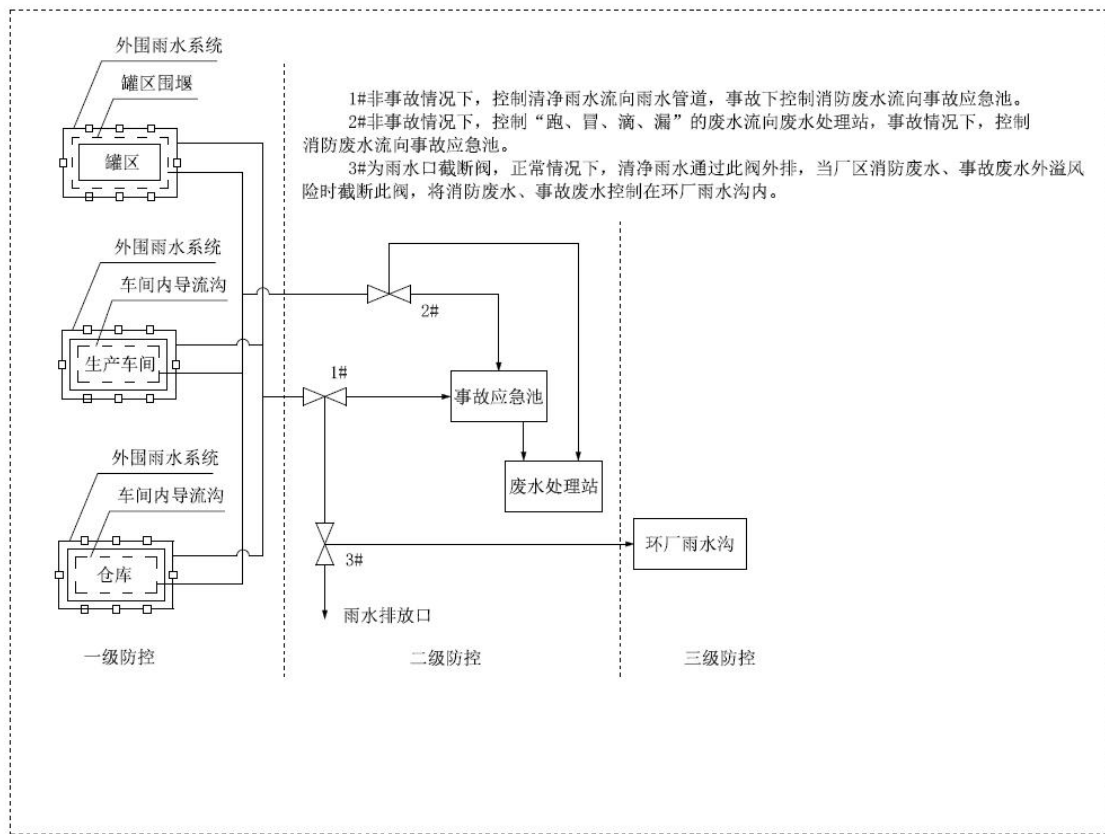 外围雨水系统
罐区围堰
罐区
1#非事故情况下，控制清净雨水流向雨水管道，事故下控制消防废水流向事故应急池。
2#非事故情况下，控制“跑、冒、滴、漏”的废水流向废水处理站，事故情况下，控制
消防废水流向事故应急池。
3#为雨水口截断阀，正常情况下，清净雨水通过此阀外排，当厂区消防废水、事故废水外溢风
险时截断此阀，将消防废水、事故废水控制在环厂雨水沟内。
外围雨水系统
车间内导流沟
生产车间
2#
1#
事故应急池
外围雨水系统
车间内导流沟
仓库
废水处理站
3#
环厂雨水沟
雨水排放口
一级防控
二级防控
三级防控